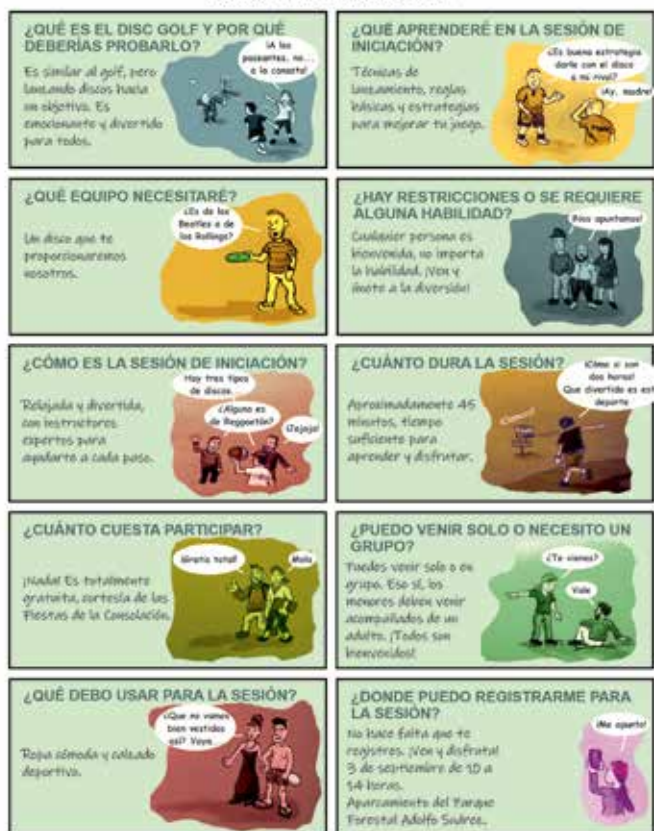 ¿QUÉ ES EL DISC GOLF Y POR QUÉ
DEBERÍAS PROBARLO?
Es similar al golf, pero
lanzando discos hacia
un objetivo. Es
emocionante y divertido
para todos.
¡A los
paseantes, no...
a la canasta!
¿QUÉ APRENDERÉ EN LA SESIÓN DE
INICIACIÓN?
Técnicas de
lanzamiento, reglas
básicas y estrategias
para mejorar tu juego.
¿Es buena estrategia
darle con el disco
a mi rival?
¡Ay, madre!
¿QUÉ EQUIPO NECESITARÉ?
Un disco que te
proporcionaremos
nosotros.
¿Es de los
Beatles o de
los Rollings?
¿HAY RESTRICCIONES O SE REQUIERE
ALGUNA HABILIDAD?
Cualquier persona es
bienvenida, no importa
la habilidad. ¡Ven y
únete a la diversión!
¡Nos apuntamos!
¿CÓMO ES LA SESIÓN DE INICIACIÓN?
Relajada y divertida,
con instructores
expertos para
ayudarte a cada paso.
Hay tres tipos
de discos.
¿Alguno es
de Reggaetón?
¡Jajaja!
¿CUÁNTO DURA LA SESIÓN?
Aproximadamente 45
minutos, tiempo
suficiente para
aprender y disfrutar.
¡Cómo si son
dos horas!
Que divertido es est
deporte
¿CUÁNTO CUESTA PARTICIPAR?
¡Nada! Es totalmente
gratuita, cortesía de las
Fiestas de la Consolación.
¡Gratis total!
Mola
¿PUEDO VENIR SOLO O NECESITO UN
GRUPO?
Puedes venir solo o en
grupo. Eso sí, los
menores deben venir
acompañados de un
adulto. ¡Todos son
bienvenidos!
¿Te vienes?
Vale
¿QUÉ DEBO USAR PARA LA SESIÓN?
Ropa cómoda y calzado
deportivo.
¿Que no vamos
bien vestidos
así? Vaya
¿DONDE PUEDO REGISTRARME PARA
LA SESIÓN?
No hace falta que te
registres. ¡Ven y disfruta!
3 de septiembre de 10 a
14 horas.
Aparcamiento del Parque
Forestal Adolfo Suárez.
¡Me apunto!